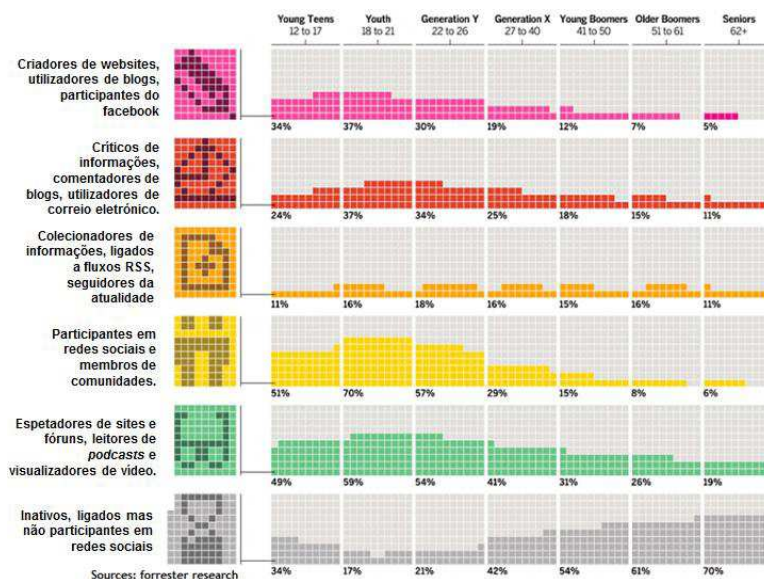 Young Teens Youth Generation Y Generation X Young Boomers Older Boomers Seniors
12 to 17 18 to 21 22 to 26 27 to 40 41 to 50 51 to 61 62+
Criadores de websites,
utilizadores de blogs,
participantes do
facebook
34% 37% 30% 19% 12% 7% 5%
Críticos de
informações,
comentadores de
blogs, utilizadores de
correio eletrónico.
24% 37% 34% 25% 18% 15% 11%
Colecionadores de
informações, ligados
a fluxos RSS,
seguidores da
atualidade
11% 16% 18% 16% 15% 16% 11%
Participantes em
redes sociais e
membros de
comunidades.
51% 70% 57% 29% 15% 8% 6%
Espetadores de sites e
fóruns, leitores de
podcasts e
visualizadores de vídeo.
49% 59% 54% 41% 31% 26% 19%
Inativos, ligados mas
não participantes em
redes sociais
34% 17% 21% 42% 54% 61% 70%
Sources: forrester research